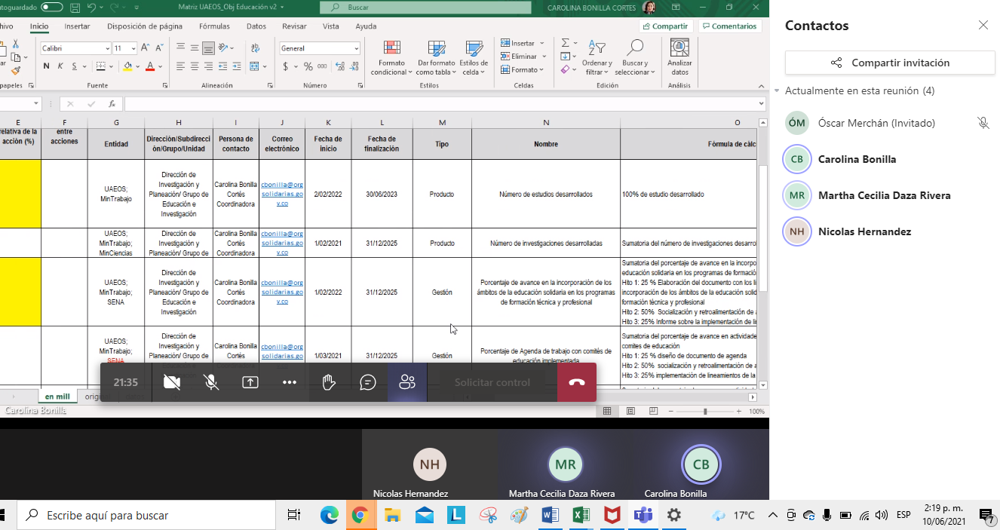 toguardado
Matriz UAEOS_Obj Educación v2
Buscar
CAROLINA BONILLA CORTES
hivo
Inicio
Insertar
Disposición de página
Fórmulas
Datos
Revisar
Vista
Ayuda
Compartir
Comentarios
Calibri
11
General
N K S
$ % 000
Formato condicional
Dar formato como tabla
Estilos de celda
Insertar
Eliminar
Formato
Ordenar y filtrar
Buscar y seleccionar
Analizar datos
papeles
Fuente
Alineación
Número
Estilos
Celdas
Edición
Análisis
fx
E F G H I J K L M N O
relativa de la
acción (%)
entre
acciones
Entidad
Dirección/Subdirecci
ón/Grupo/Unidad
Persona de
contacto
Correo
electrónico
Fecha de
inicio
Fecha de
finalización
Tipo
Nombre
Fórmula de cálc
UAEOS;
MinTrabajo
Dirección de
Investigación y
Planeación/ Grupo de
Educación e
Investigación
Carolina Bonilla
Cortés
Coordinadora
cbonilla@org
solidarias.go
v.co
2/02/2022
30/06/2023
Producto
Número de estudios desarrollados
100% de estudio desarrollado
UAEOS;
MinTrabajo;
MinCiencias
Dirección de
Investigación y
Planeación/ Grupo de
Carolina Bonilla
Cortés
Coordinadora
cbonilla@org
solidarias.go
v.co
1/02/2021
31/12/2025
Producto
Número de investigaciones desarrolladas
Sumatoria del número de investigaciones desarro
UAEOS;
MinTrabajo;
SENA
Dirección de
Investigación y
Planeación/ Grupo de
Educación e
Investigación
Carolina Bonilla
Cortés
Coordinadora
cbonilla@org
solidarias.go
v.co
1/02/2022
31/12/2025
Gestión
Porcentaje de avance en la incorporación de los
ámbitos de la educación solidaria en los programas
de formación técnica y profesional
Sumatoria del porcentaje de avance en la incorpo
educación solidaria en los programas de formació
Hito 1: 25 % Elaboración del documento con los li
incorporación de los ámbitos de la educación solid
formación técnica y profesional
Hito 2: 50% Socialización y retroalimentación de
Hito 3: 25% Informe sobre la implementación de li
UAEOS;
MinTrabajo;
SENA
Dirección de
Investigación y
Planeación/ Grupo de
Carolina Bonilla
Cortés
cbonilla@org
solidarias.go
1/03/2021
31/12/2025
Gestión
Porcentaje de Agenda de trabajo con comités de
educación implementada
Sumatoria del porcentaje de avance en actividade
comites de educación
Hito 1: 25 % diseño de documento de agenda
Hito 2: 50% socialización y retroalimentación de
Hito 3: 25% implementación de lineamientos de la
21:35
Solicitar control
en mill
origi
Carolina Bonilla
100%
NH
Nicolas Hernandez
MR
Martha Cecilia Daza Rivera
CB
Carolina Bonilla
Contactos
Compartir invitación
Actualmente en esta reunión (4)
ÓM
Óscar Merchán (Invitado)
CB
Carolina Bonilla
MR
Martha Cecilia Daza Rivera
NH
Nicolas Hernandez
Escribe aquí para buscar
17°C
ESP
2:19 p. m.
10/06/2021
7